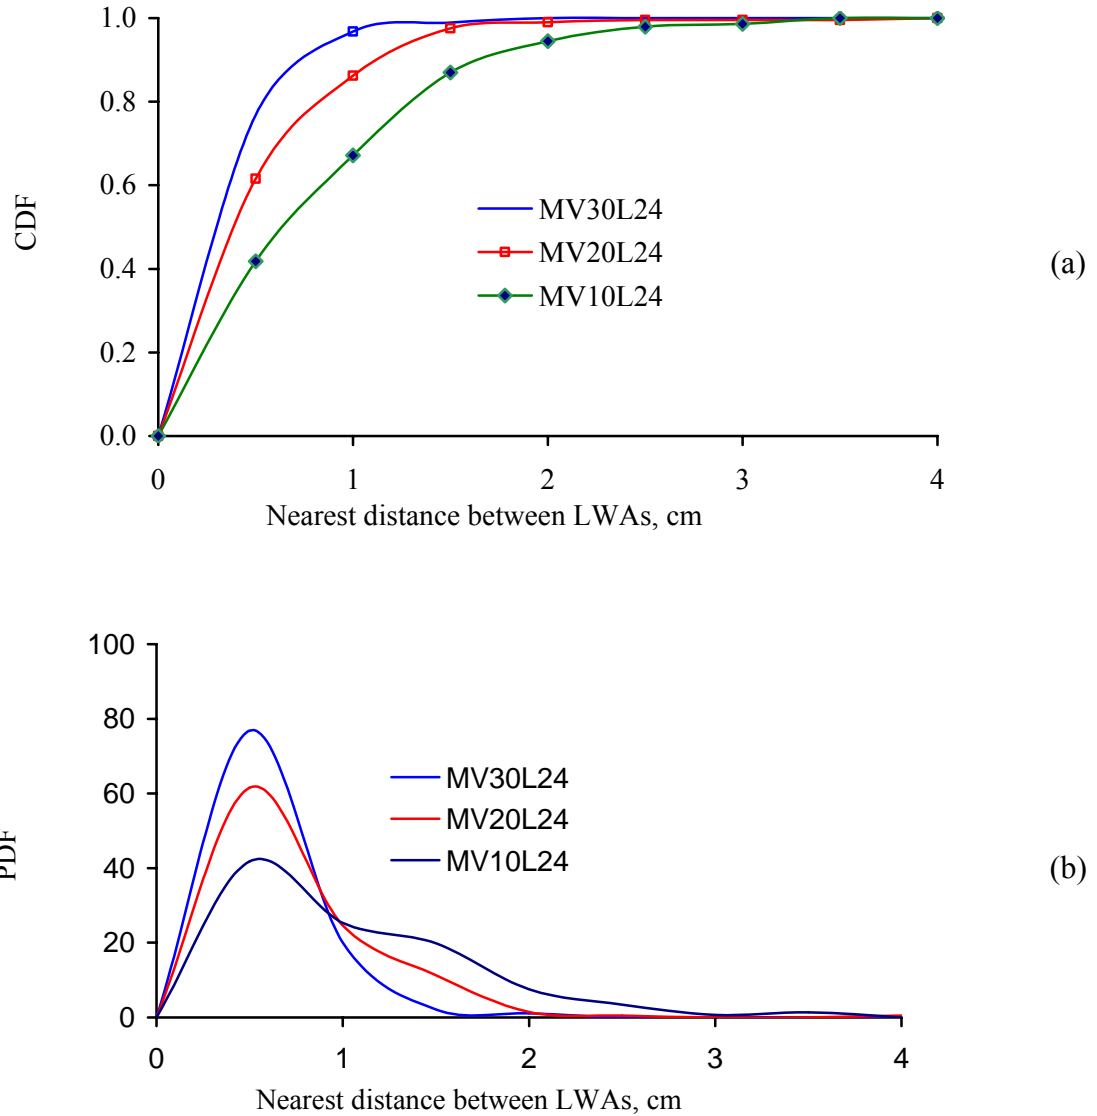 1.0
0.8
0.6
0.4
0.2
0.0
CDF
MV30L24
MV20L24
MV10L24
(a)
0 1 2 3 4
Nearest distance between LWAs, cm
100
80
60
40
20
0
PDF
MV30L24
MV20L24
MV10L24
(b)
0 1 2 3 4
Nearest distance between LWAs, cm